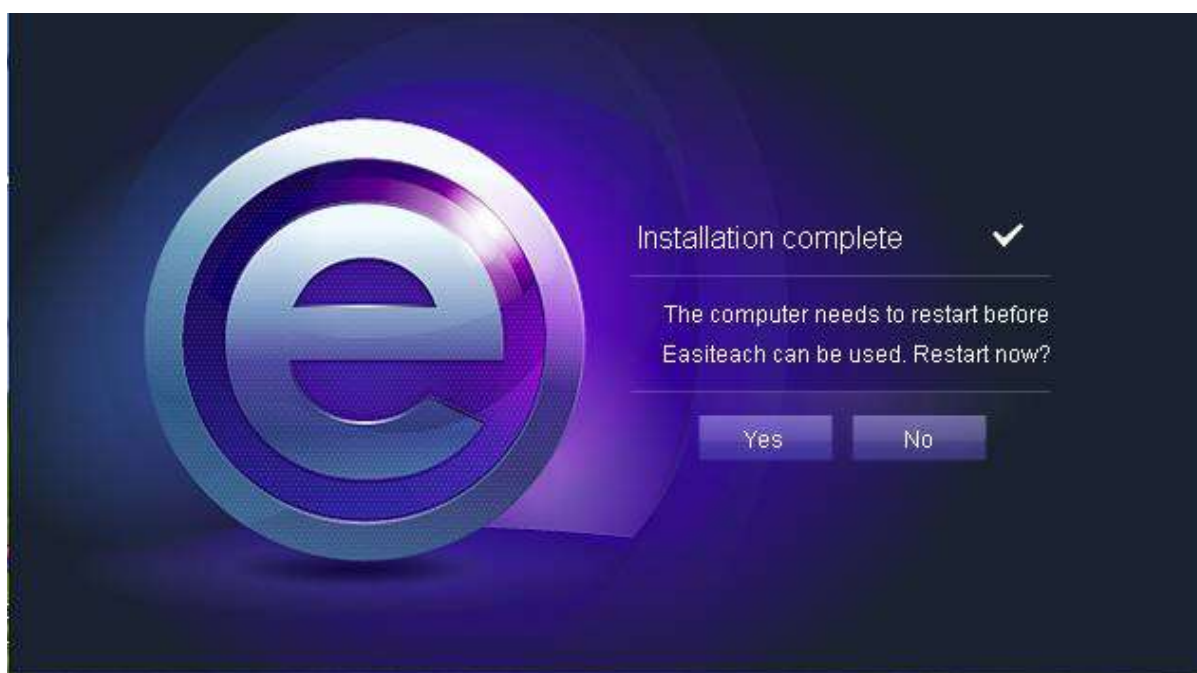 e
Installation complete
The computer needs to restart before
Easiteach can be used. Restart now?
Yes No